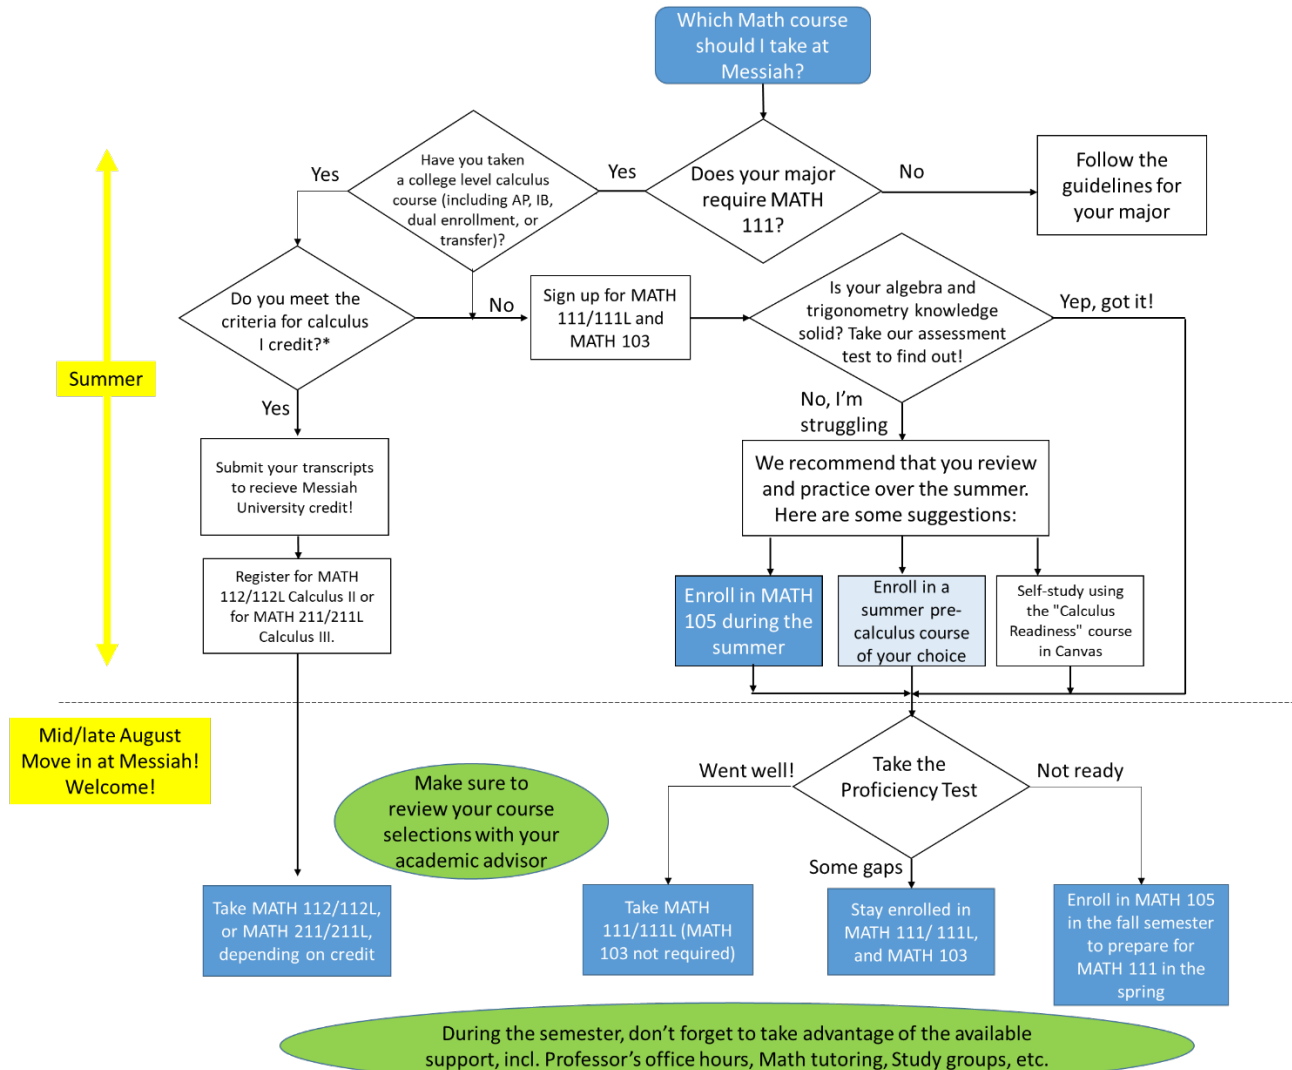 Which Math course
should I take at
Messiah?
Does your major
require MATH
111?
No
Follow the
guidelines for
your major
Yes
Have you taken
a college level calculus
course (including AP, IB,
dual enrollment, or
transfer)?
Yes
No
Do you meet the
criteria for calculus
I credit?*
Sign up for MATH
111/111L and
MATH 103
Is your algebra and
trigonometry knowledge
solid? Take our assessment
test to find out!
Yep, got it!
No, I'm
struggling
Summer
Yes
Submit your transcripts
to recieve Messiah
University credit!
Register for MATH
112/112L Calculus II or
for MATH 211/211L
Calculus III.
We recommend that you review
and practice over the summer.
Here are some suggestions:
Enroll in MATH
105 during the
summer
Enroll in a
summer pre-
calculus course
of your choice
Self-study using
the "Calculus
Readiness" course
in Canvas
Mid/late August
Move in at Messiah!
Welcome!
Make sure to
review your course
selections with your
academic advisor
Take the
Proficiency Test
Went well!
Some gaps
Not ready
Take MATH 112/112L,
or MATH 211/211L,
depending on credit
Take MATH
111/111L (MATH
103 not required)
Stay enrolled in
MATH 111/ 111L,
and MATH 103
Enroll in MATH 105
in the fall semester
to prepare for
MATH 111 in the
spring
During the semester, don't forget to take advantage of the available
support, incl. Professor's office hours, Math tutoring, Study groups, etc.